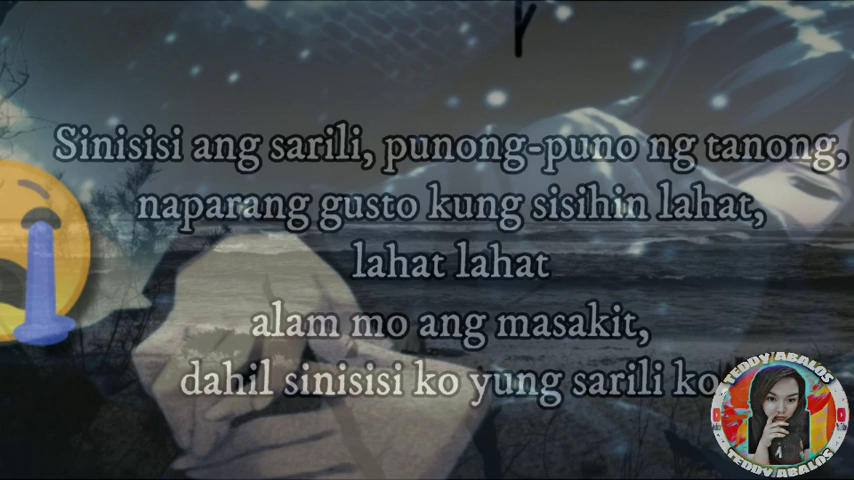 Sinisisi ang sarili, punong-puno ng tanong,
naparang gusto kung sisihin lahat,
lahat lahat
alam mo ang masakit,
dahil sinisisi ko yung sarili ko
TEDDY ABALOS
TEDDY ABALOS